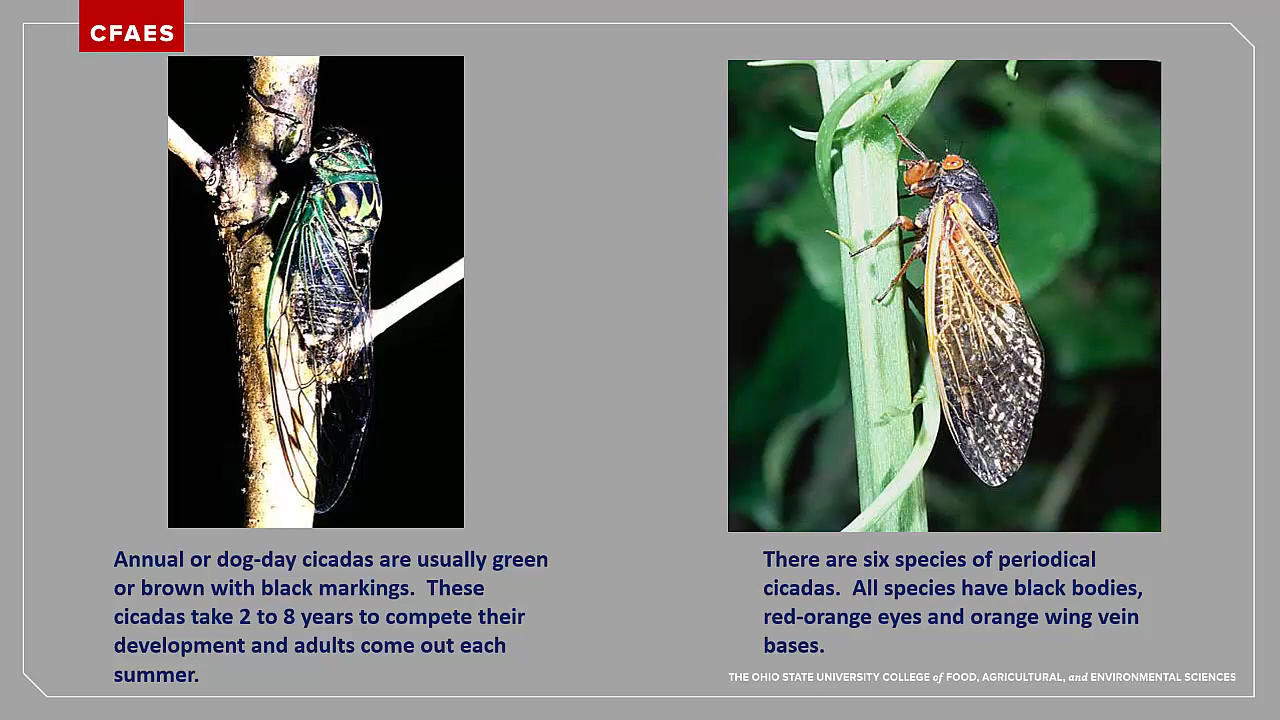 CFAES
Annual or dog-day cicadas are usually green
or brown with black markings.  These
cicadas take 2 to 8 years to compete their
development and adults come out each
summer.
There are six species of periodical
cicadas.  All species have black bodies,
red-orange eyes and orange wing vein
bases.
THE OHIO STATE UNIVERSITY COLLEGE of FOOD, AGRICULTURAL, and ENVIRONMENTAL SCIENCES